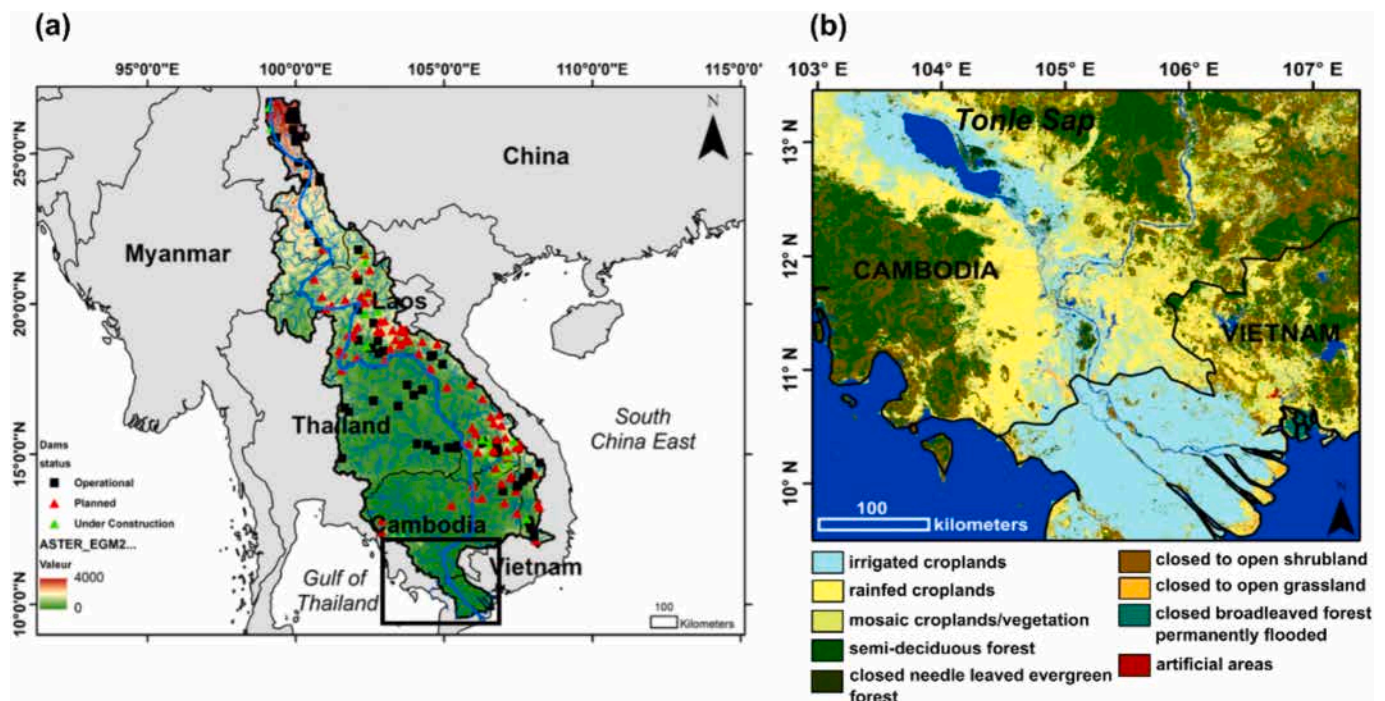 (a)
95°0'0"E 100°0'0"E 105°0'0"E 110°0'0"E 115°0'0"E
25°0'0"N
20°0'0"N
15°0'0"N
10°0'0"N
N
China
Myanmar
Laos
Thailand
South
China East
Cambodia
Vietnam
Gulf of
Thailand
Dams
status
Operational
Planned
Under Construction
ASTER_EGM2...
Valeur
4000
0
100
Kilometers
(b)
103° E 104° E 105° E 106° E 107° E
13° N
12° N
11° N
10° N
Tonle Sap
CAMBODIA
VIETNAM
100
kilometers
N
irrigated croplands
rainfed croplands
mosaic croplands/vegetation
semi-deciduous forest
closed needle leaved evergreen
forest
closed to open shrubland
closed to open grassland
closed broadleaved forest
permanently flooded
artificial areas